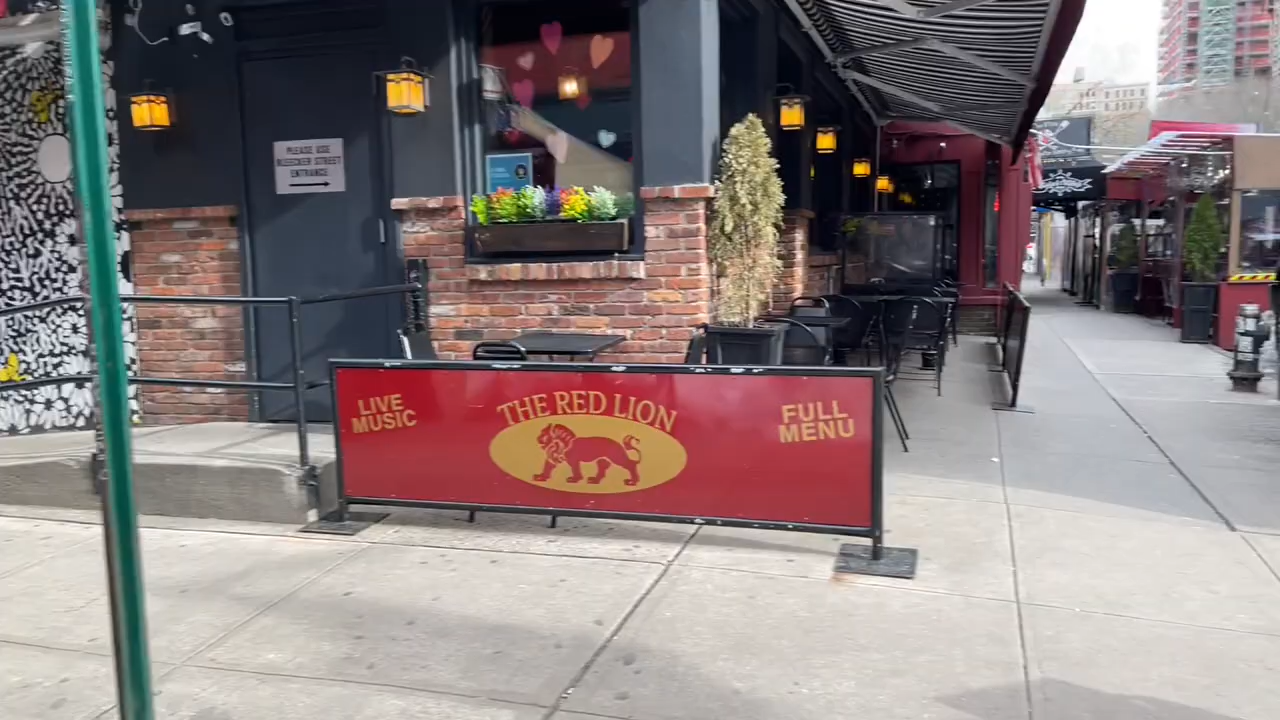 PLEASE USE
BLEECKER STREET
ENTRANCE
LIVE
MUSIC
THE RED LION
FULL
MENU